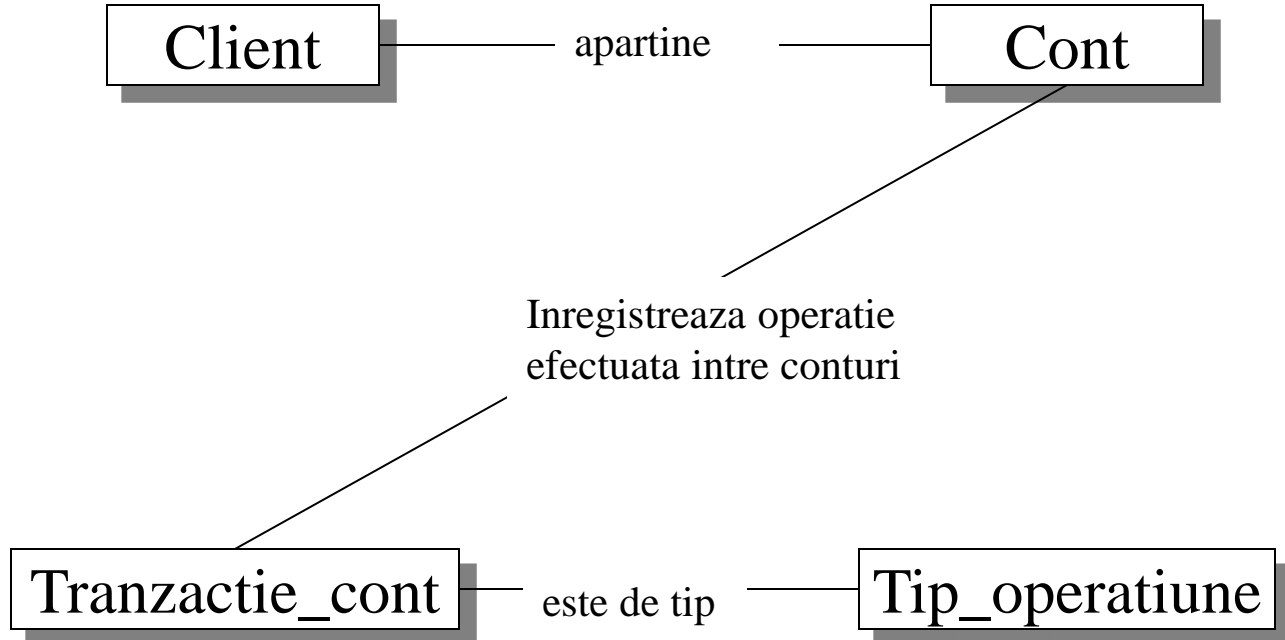 Client
apartine
Cont
Inregistreaza operatie
efectuata intre conturi
Tranzactie_cont
este de tip
Tip_operatiune